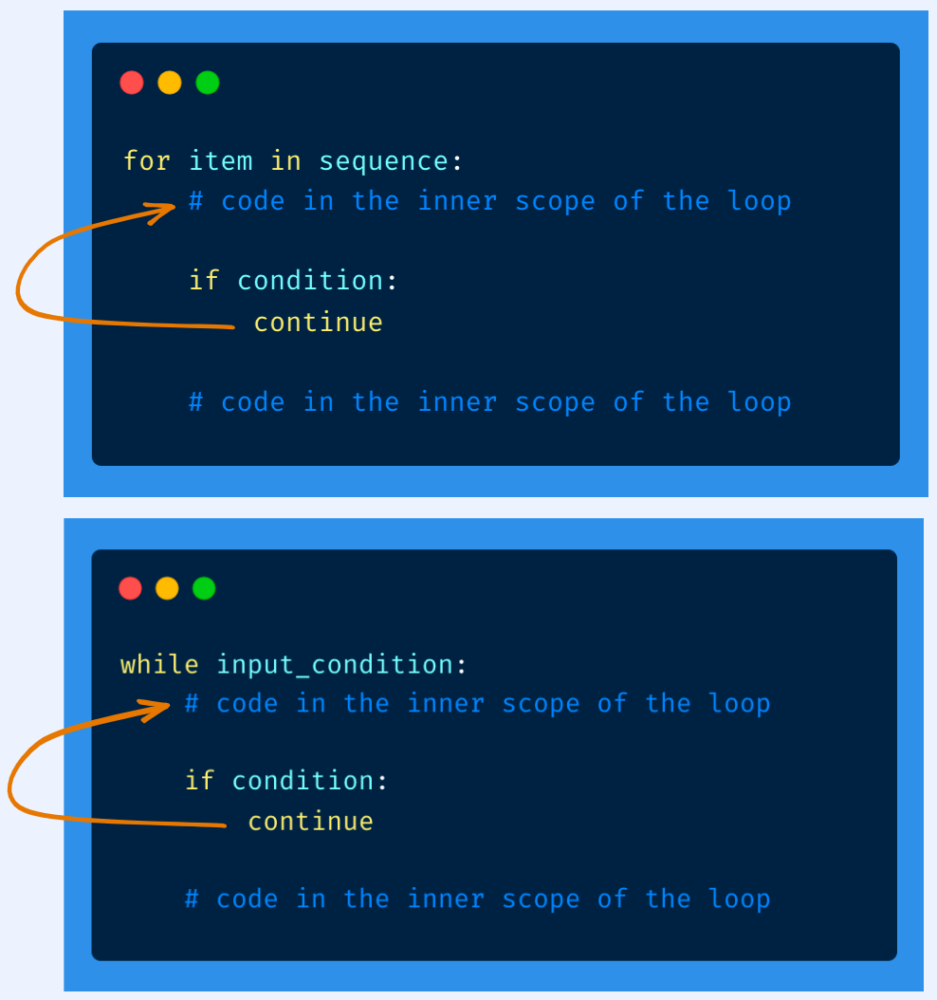 for item in sequence:
# code in the inner scope of the loop
if condition:
continue
# code in the inner scope of the loop
while input_condition:
# code in the inner scope of the loop
if condition:
continue
# code in the inner scope of the loop